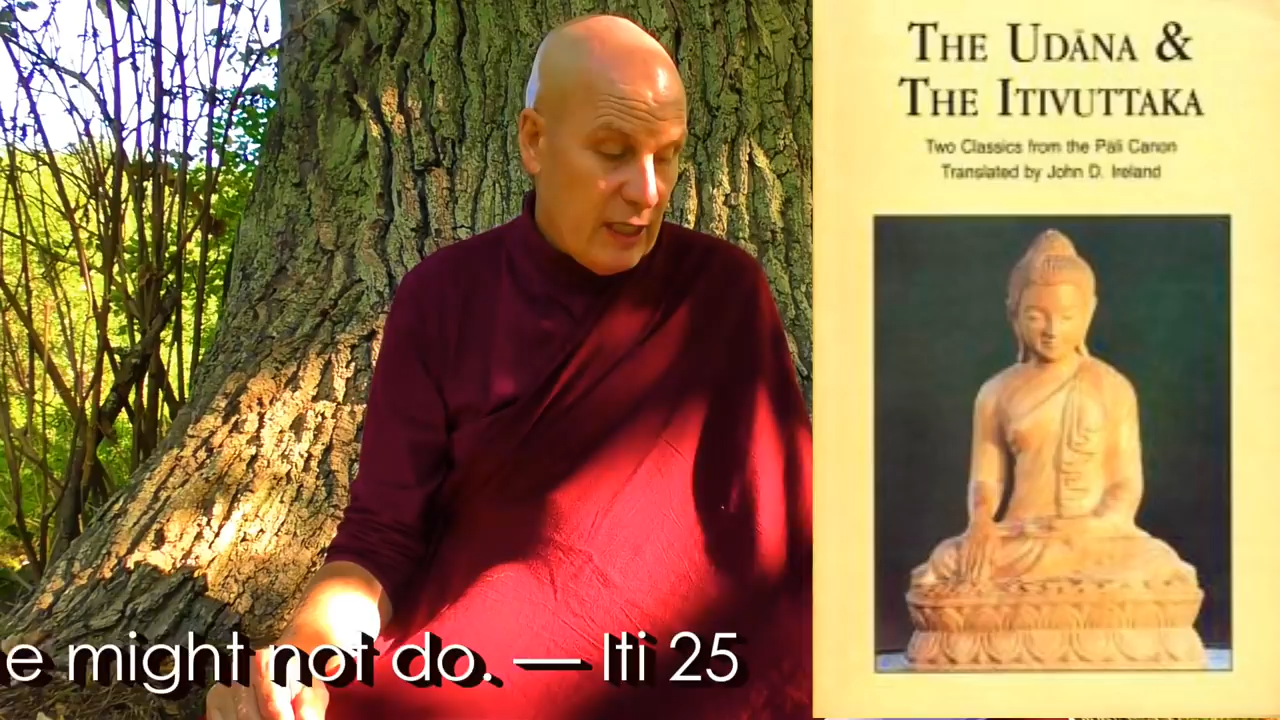 THE UDĀNA &
THE ITIVUTTAKA
Two Classics from the Pāli Canon
Translated by John D. Ireland
e might not do. — Iti 25